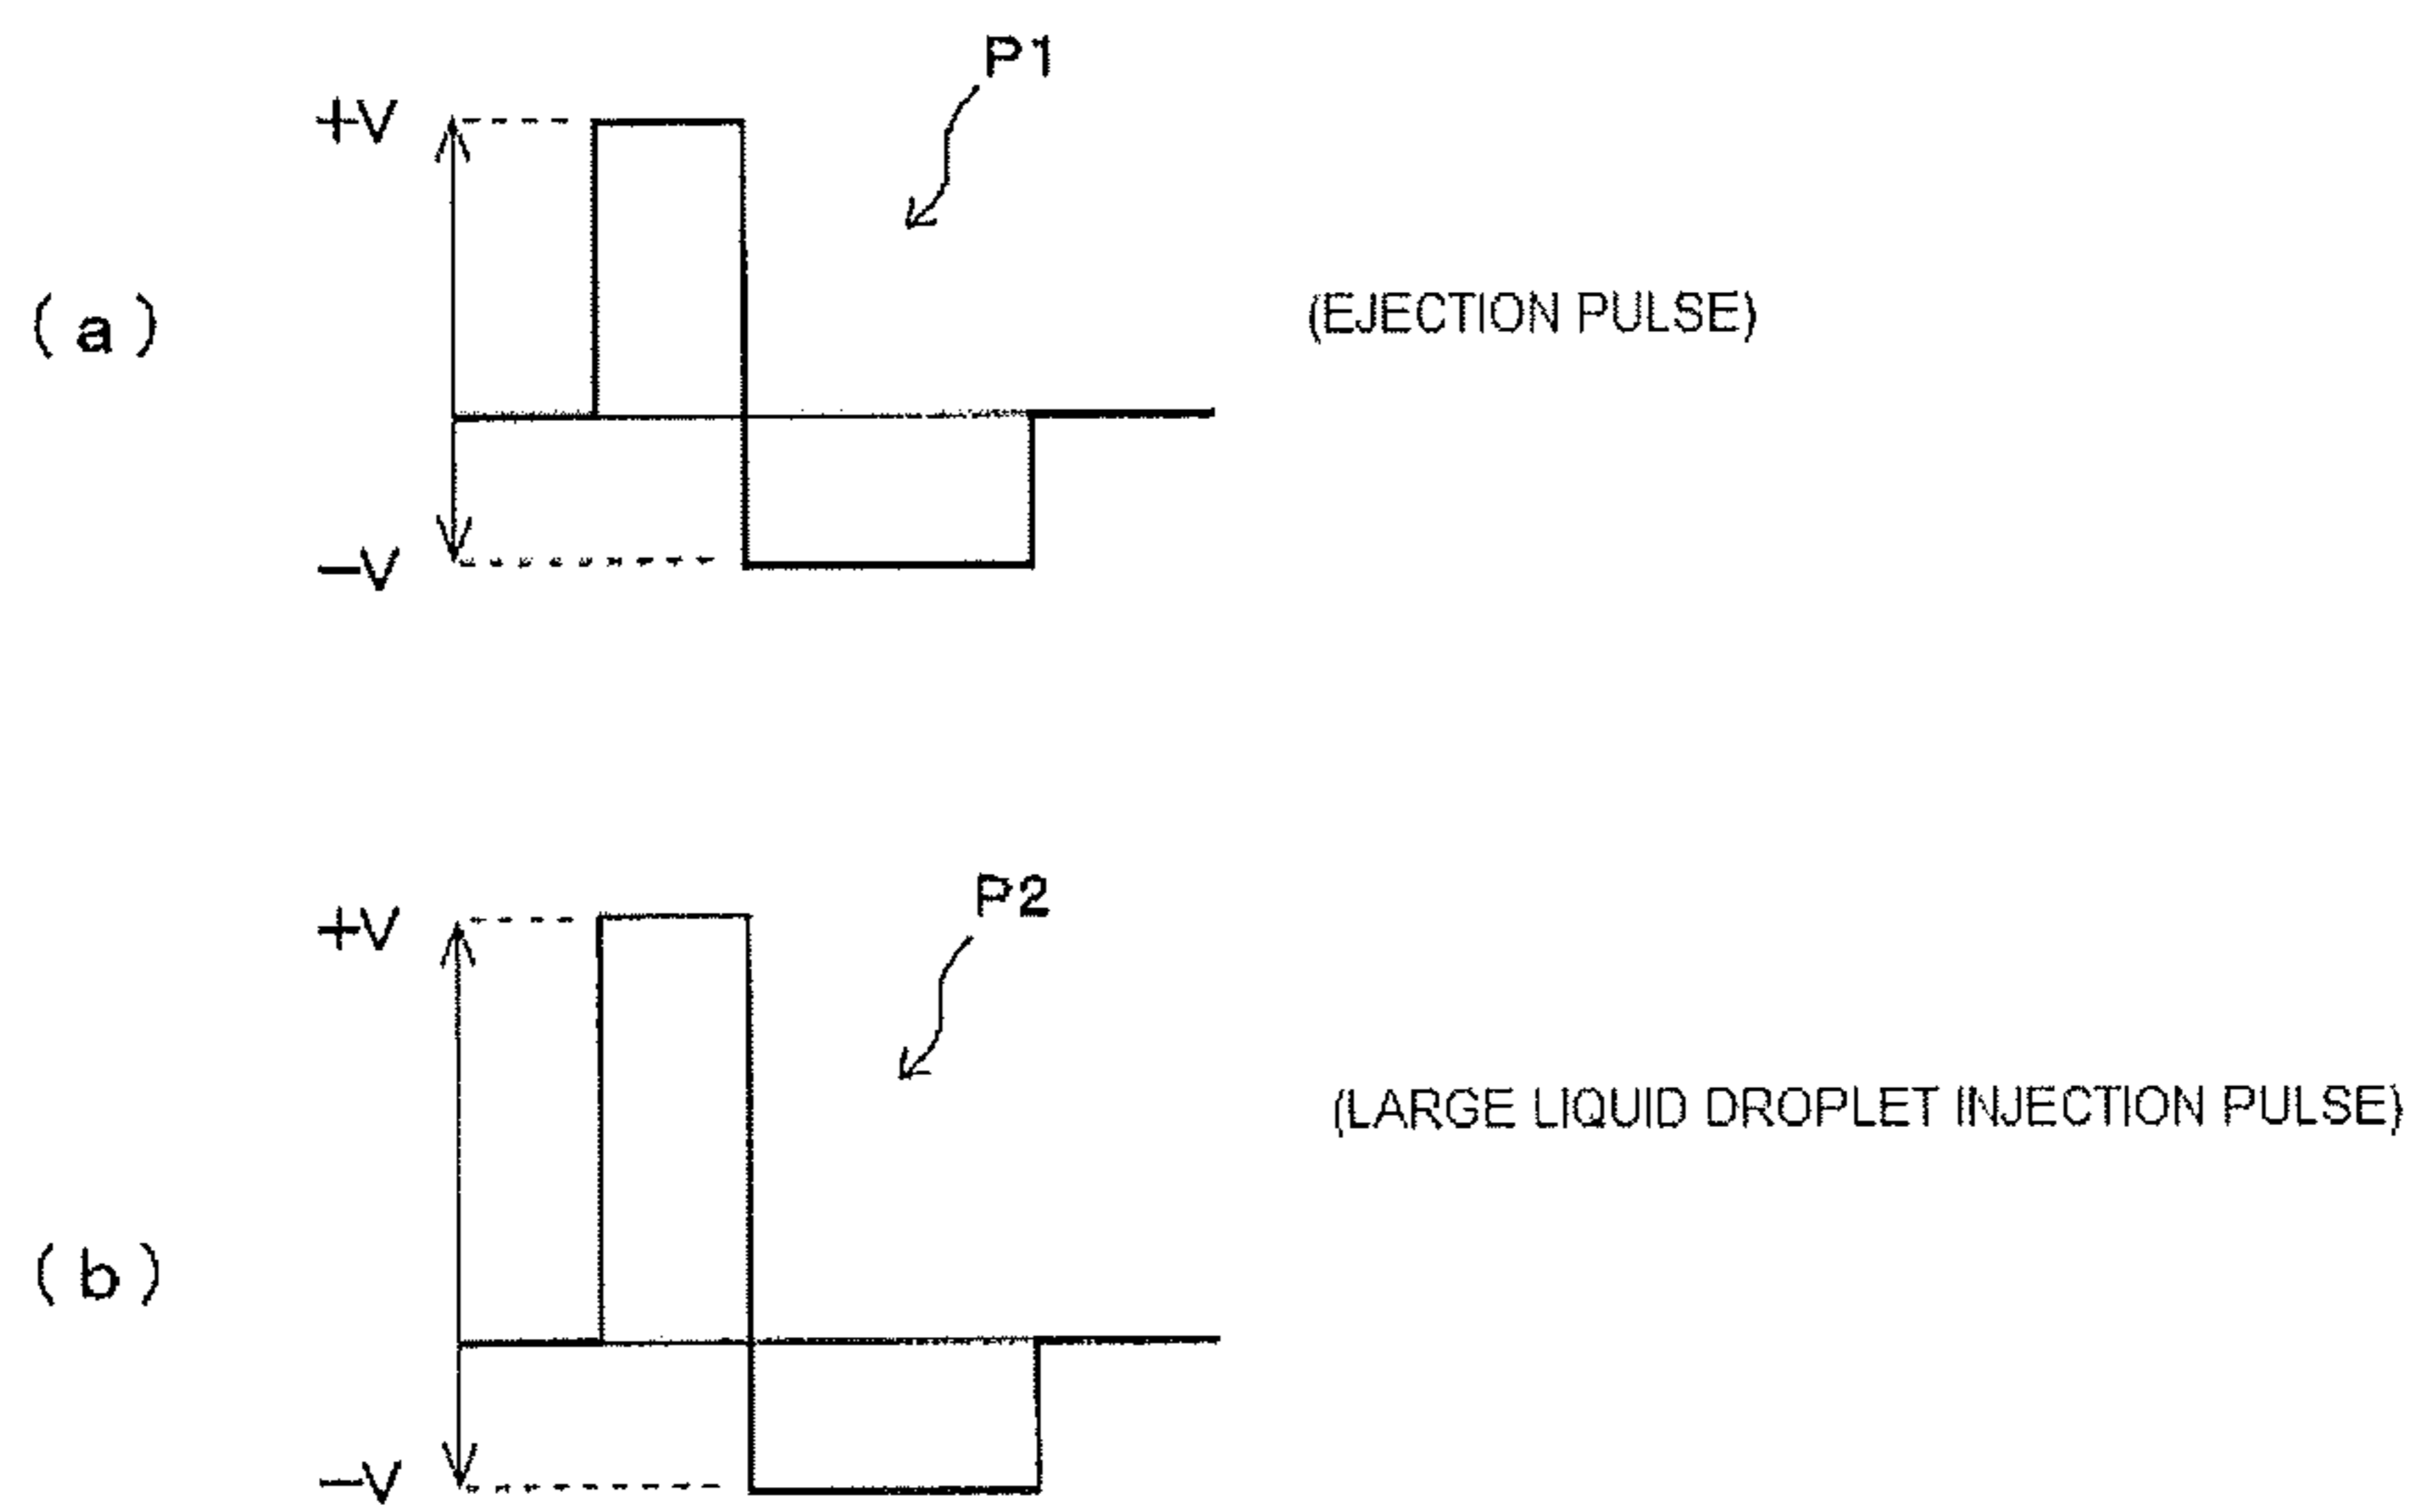 P1
+V
(a)
(EJECTION PULSE)
−V
P2
+V
(LARGE LIQUID DROPLET INJECTION PULSE)
(b)
−V